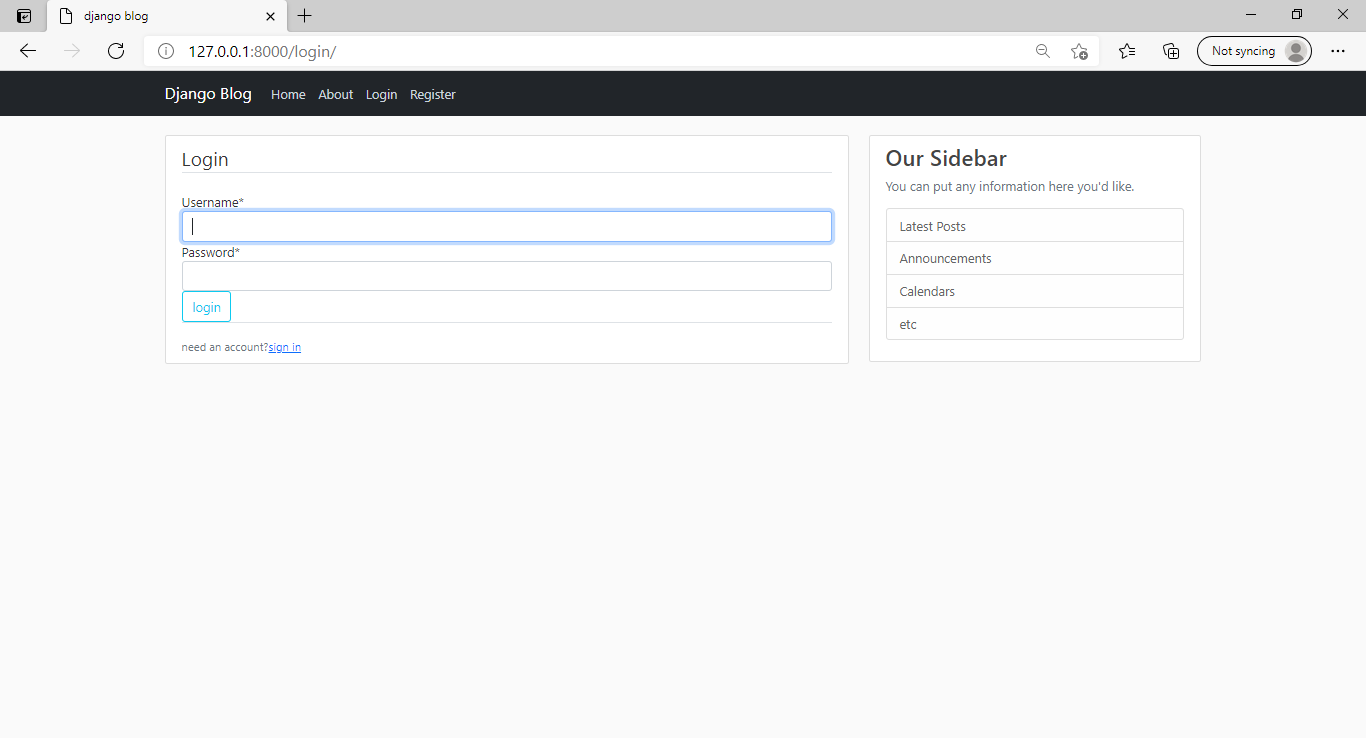 django blog
127.0.0.1:8000/login/
Not syncing
Django Blog Home About Login Register
Login
Username*
Password*
login
need an account?sign in
Our Sidebar
You can put any information here you'd like.
Latest Posts
Announcements
Calendars
etc